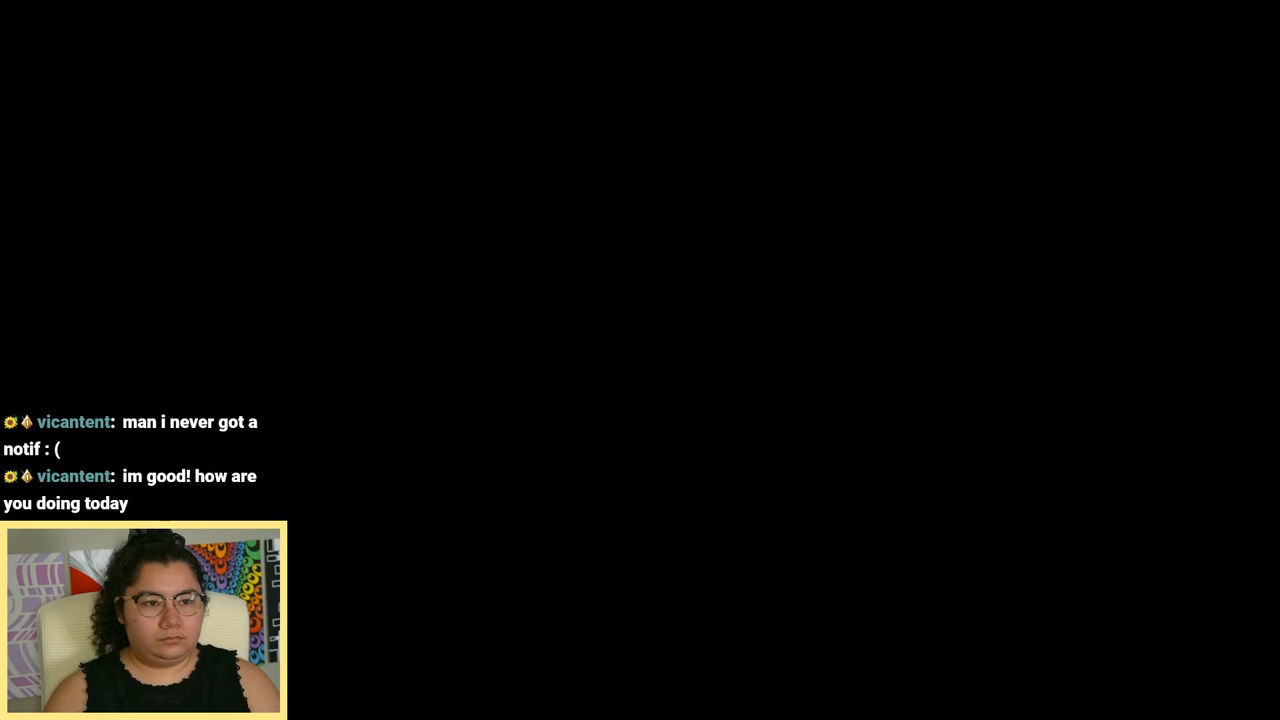 vicantent: man i never got a
notif : (
vicantent: im good! how are
you doing today